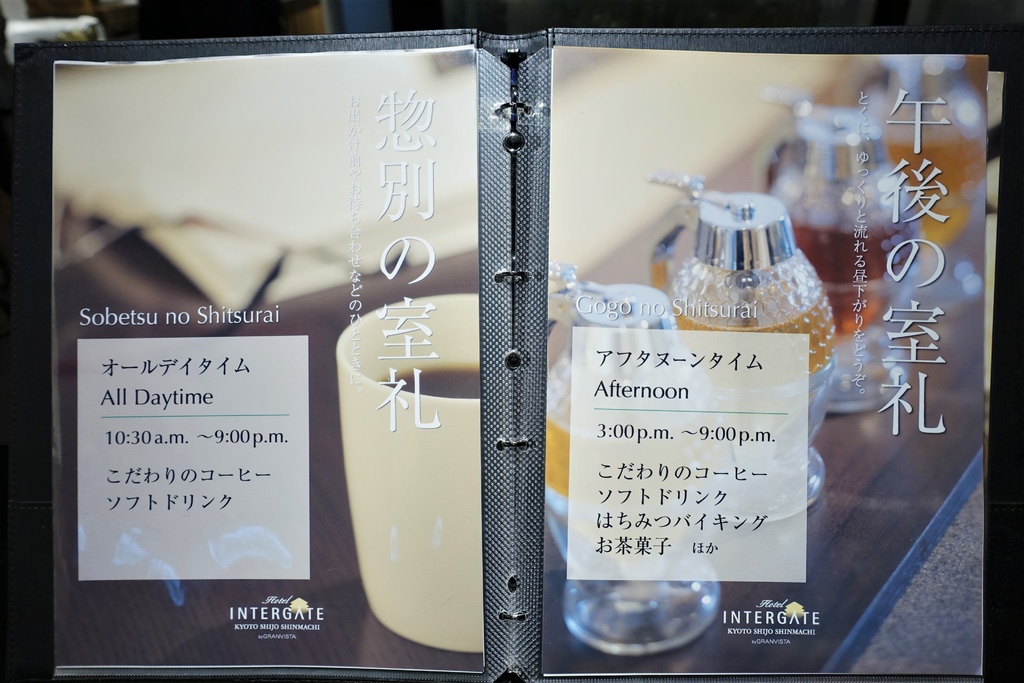 惣別の室礼
お出かけ前やお待ち合わせなどのひとときに。
Sobetsu no Shitsurai
オールデイタイム
All Daytime
10:30a.m. 〜9:00p.m.
こだわりのコーヒー
ソフトドリンク
Hotel
INTERGATE
KYOTO SHIJO SHINMACHI
by GRANVISTA
午後の室礼
とくに、ゆっくりと流れる昼下がりをどうぞ。
Gogo no Shitsurai
アフタヌーンタイム
Afternoon
3:00p.m. 〜9:00p.m.
こだわりのコーヒー
ソフトドリンク
はちみつバイキング
お茶菓子 ほか
Hotel
INTERGATE
KYOTO SHIJO SHINMACHI
by GRANVISTA